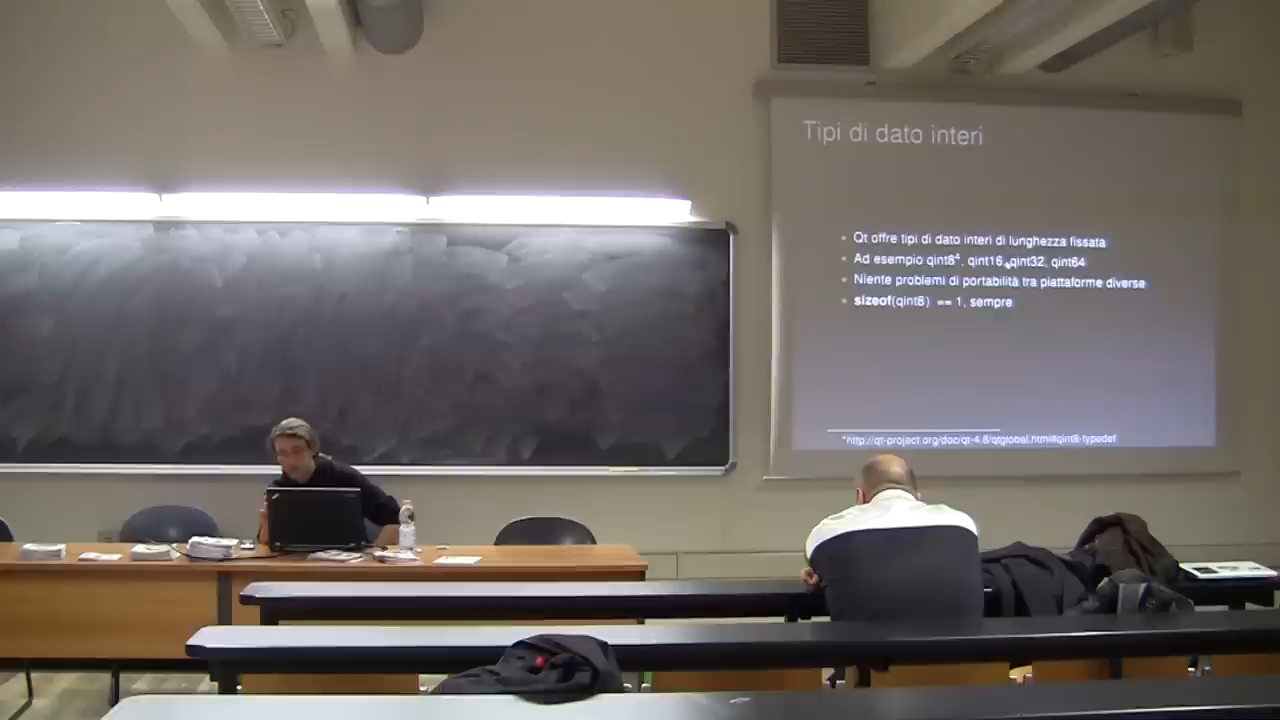 Tipi di dato interi
Qt offre tipi di dato interi di lunghezza fissata
Ad esempio qint8⁴, qint16, qint32, qint64
Niente problemi di portabilità tra piattaforme diverse
sizeof(qint8) == 1, sempre
⁴http://qt-project.org/doc/qt-4.8/qtglobal.html#qint8-typedef